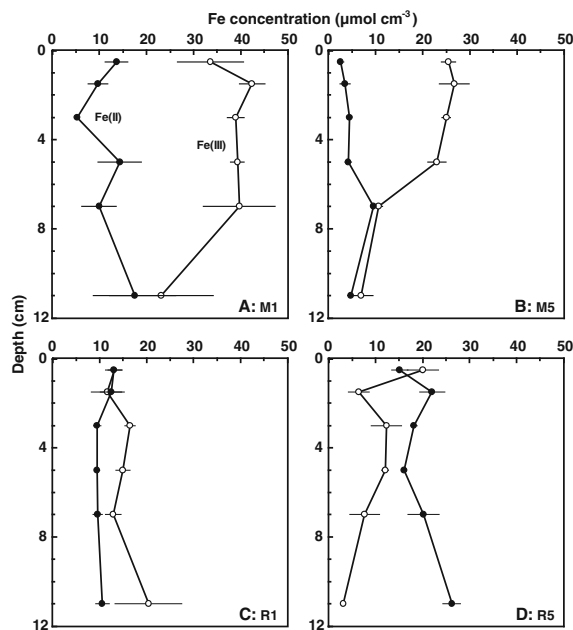 Fe concentration (µmol cm⁻³)
0 10 20 30 40 50 0 10 20 30 40 50
0 0
Fe(II)
Fe(III)
4 4
8 8
A: M1 B: M5
12 12
Depth (cm)
0 10 20 30 40 50 0 10 20 30 40 50
0 0
4 4
8 8
C: R1 D: R5
12 12